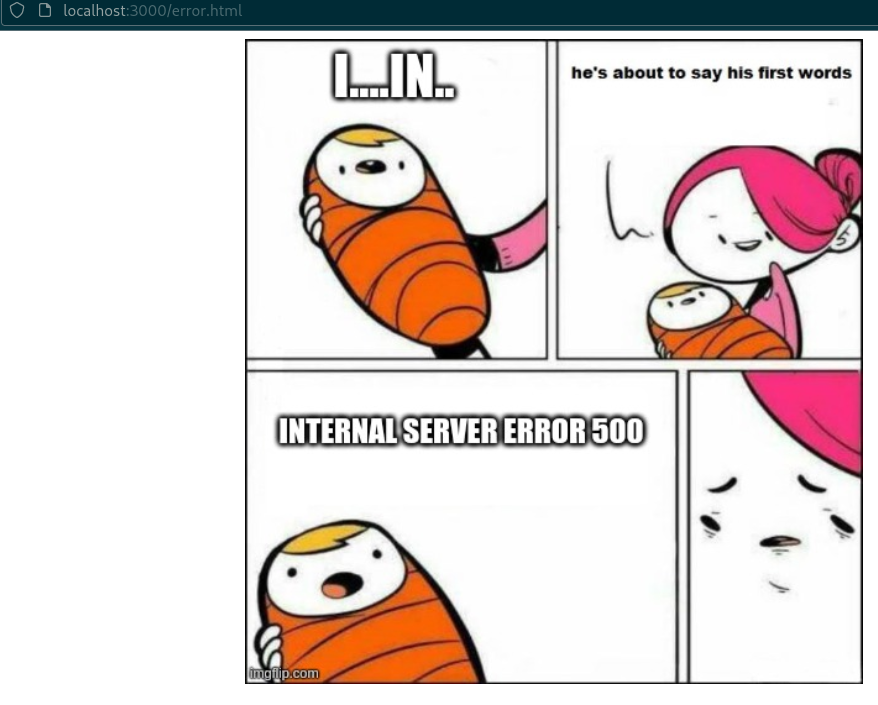 localhost:3000/error.html
I....IN..
he's about to say his first words
INTERNAL SERVER ERROR 500
imgflip.com